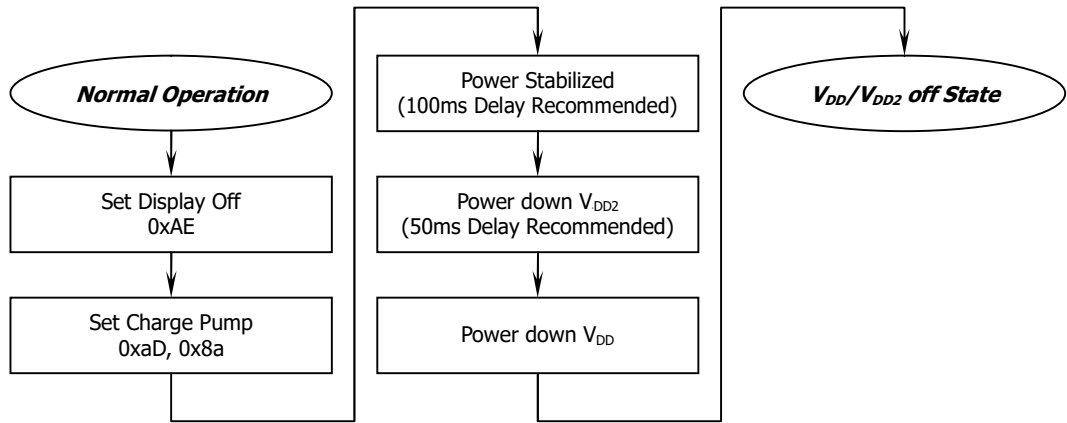 Normal Operation
Set Display Off
0xAE
Set Charge Pump
0xaD, 0x8a
Power Stabilized
(100ms Delay Recommended)
Power down VDD2
(50ms Delay Recommended)
Power down VDD
VDD/VDD2 off State